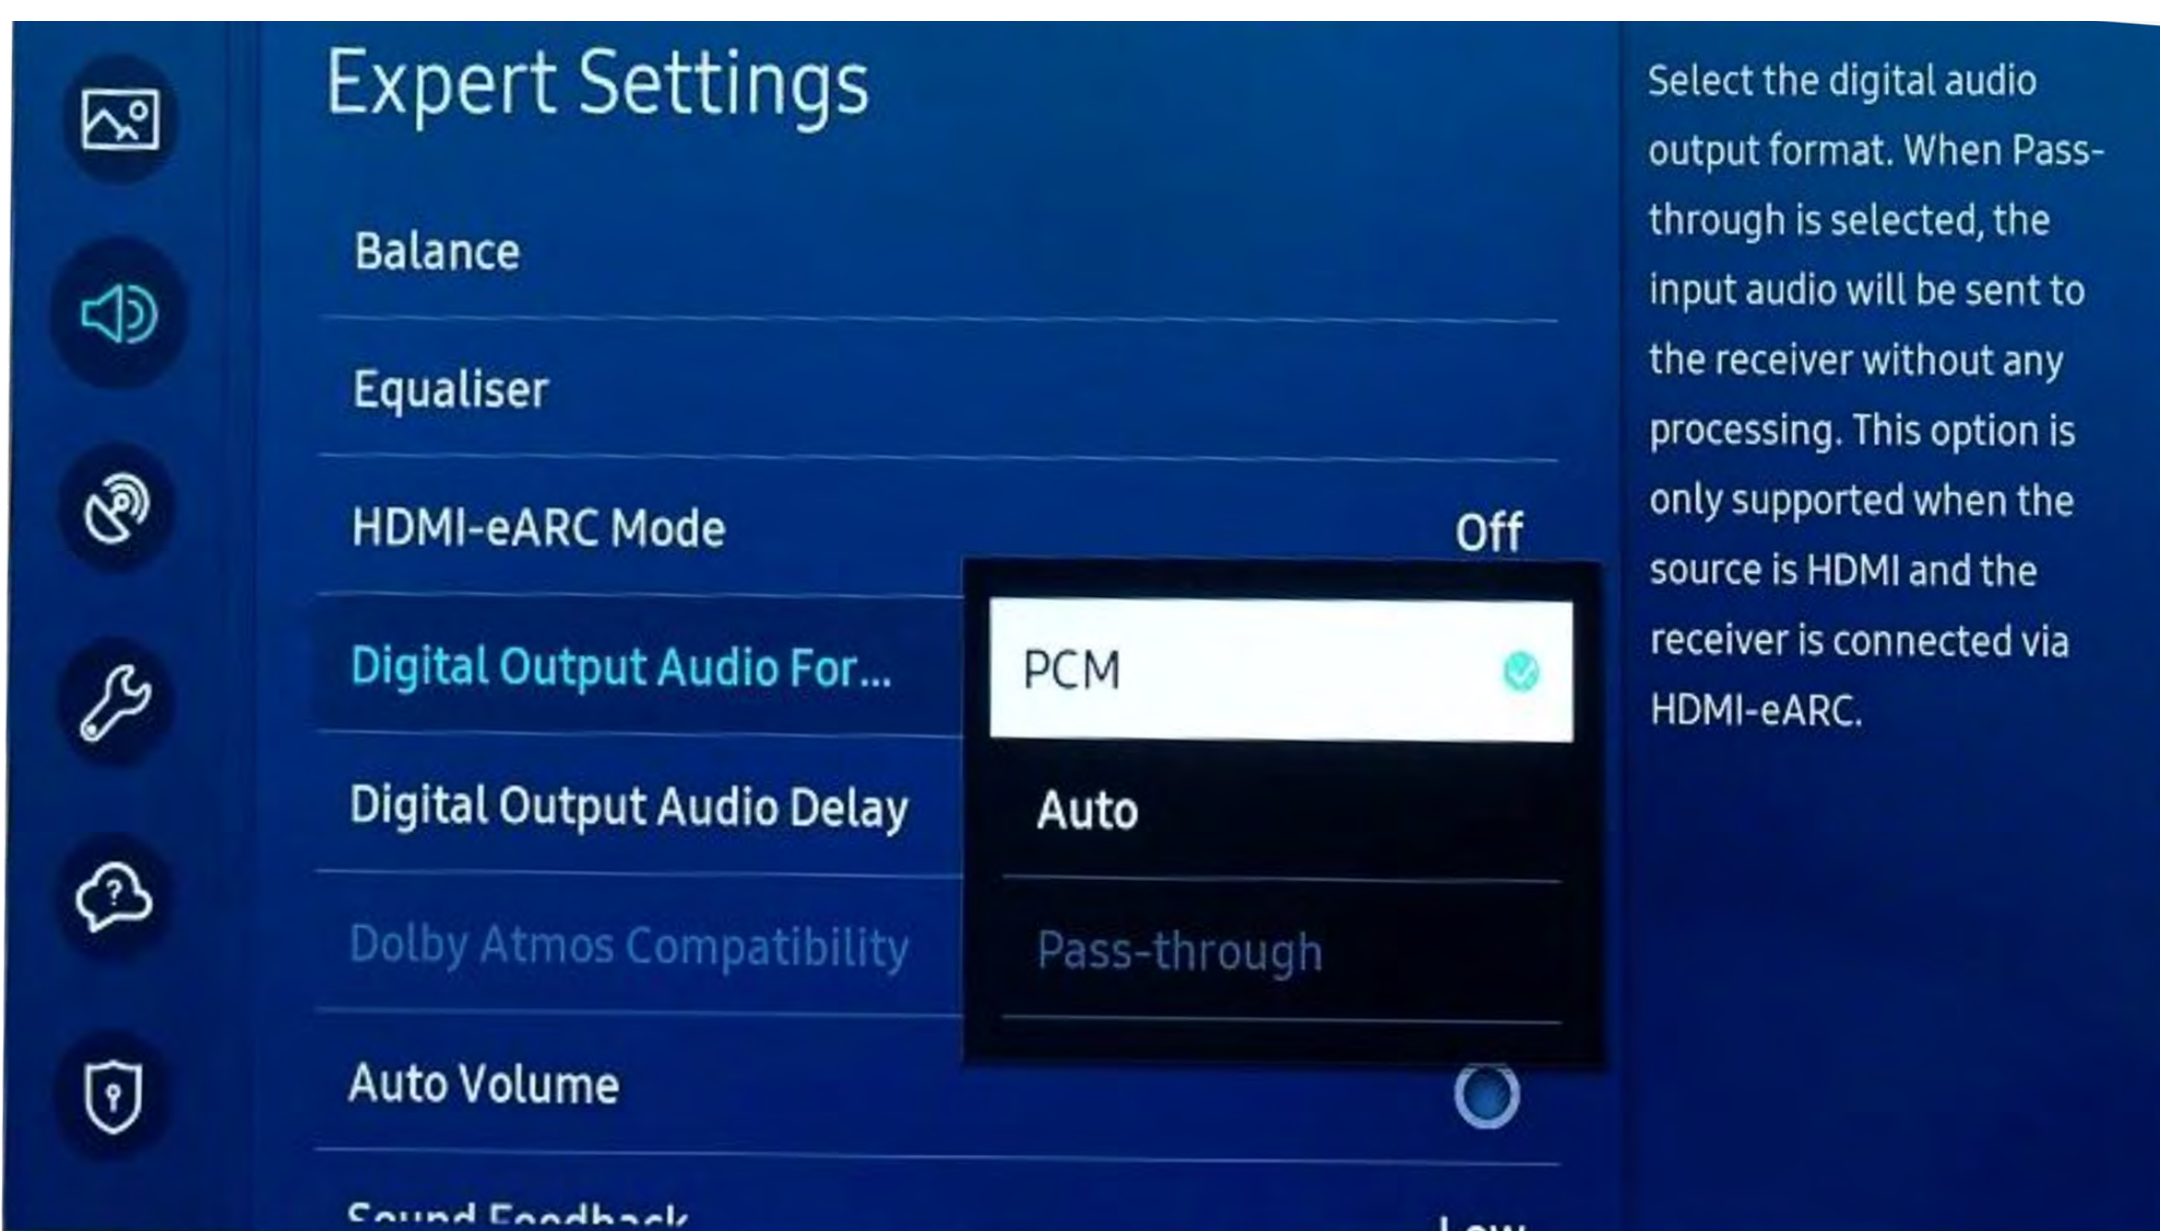 Expert Settings
Balance
Equaliser
HDMI-eARC Mode Off
Digital Output Audio For...
PCM
Digital Output Audio Delay
Auto
Dolby Atmos Compatibility
Pass-through
Auto Volume
Sound Feedback
Low
Select the digital audio
output format. When Pass-
through is selected, the
input audio will be sent to
the receiver without any
processing. This option is
only supported when the
source is HDMI and the
receiver is connected via
HDMI-eARC.
?